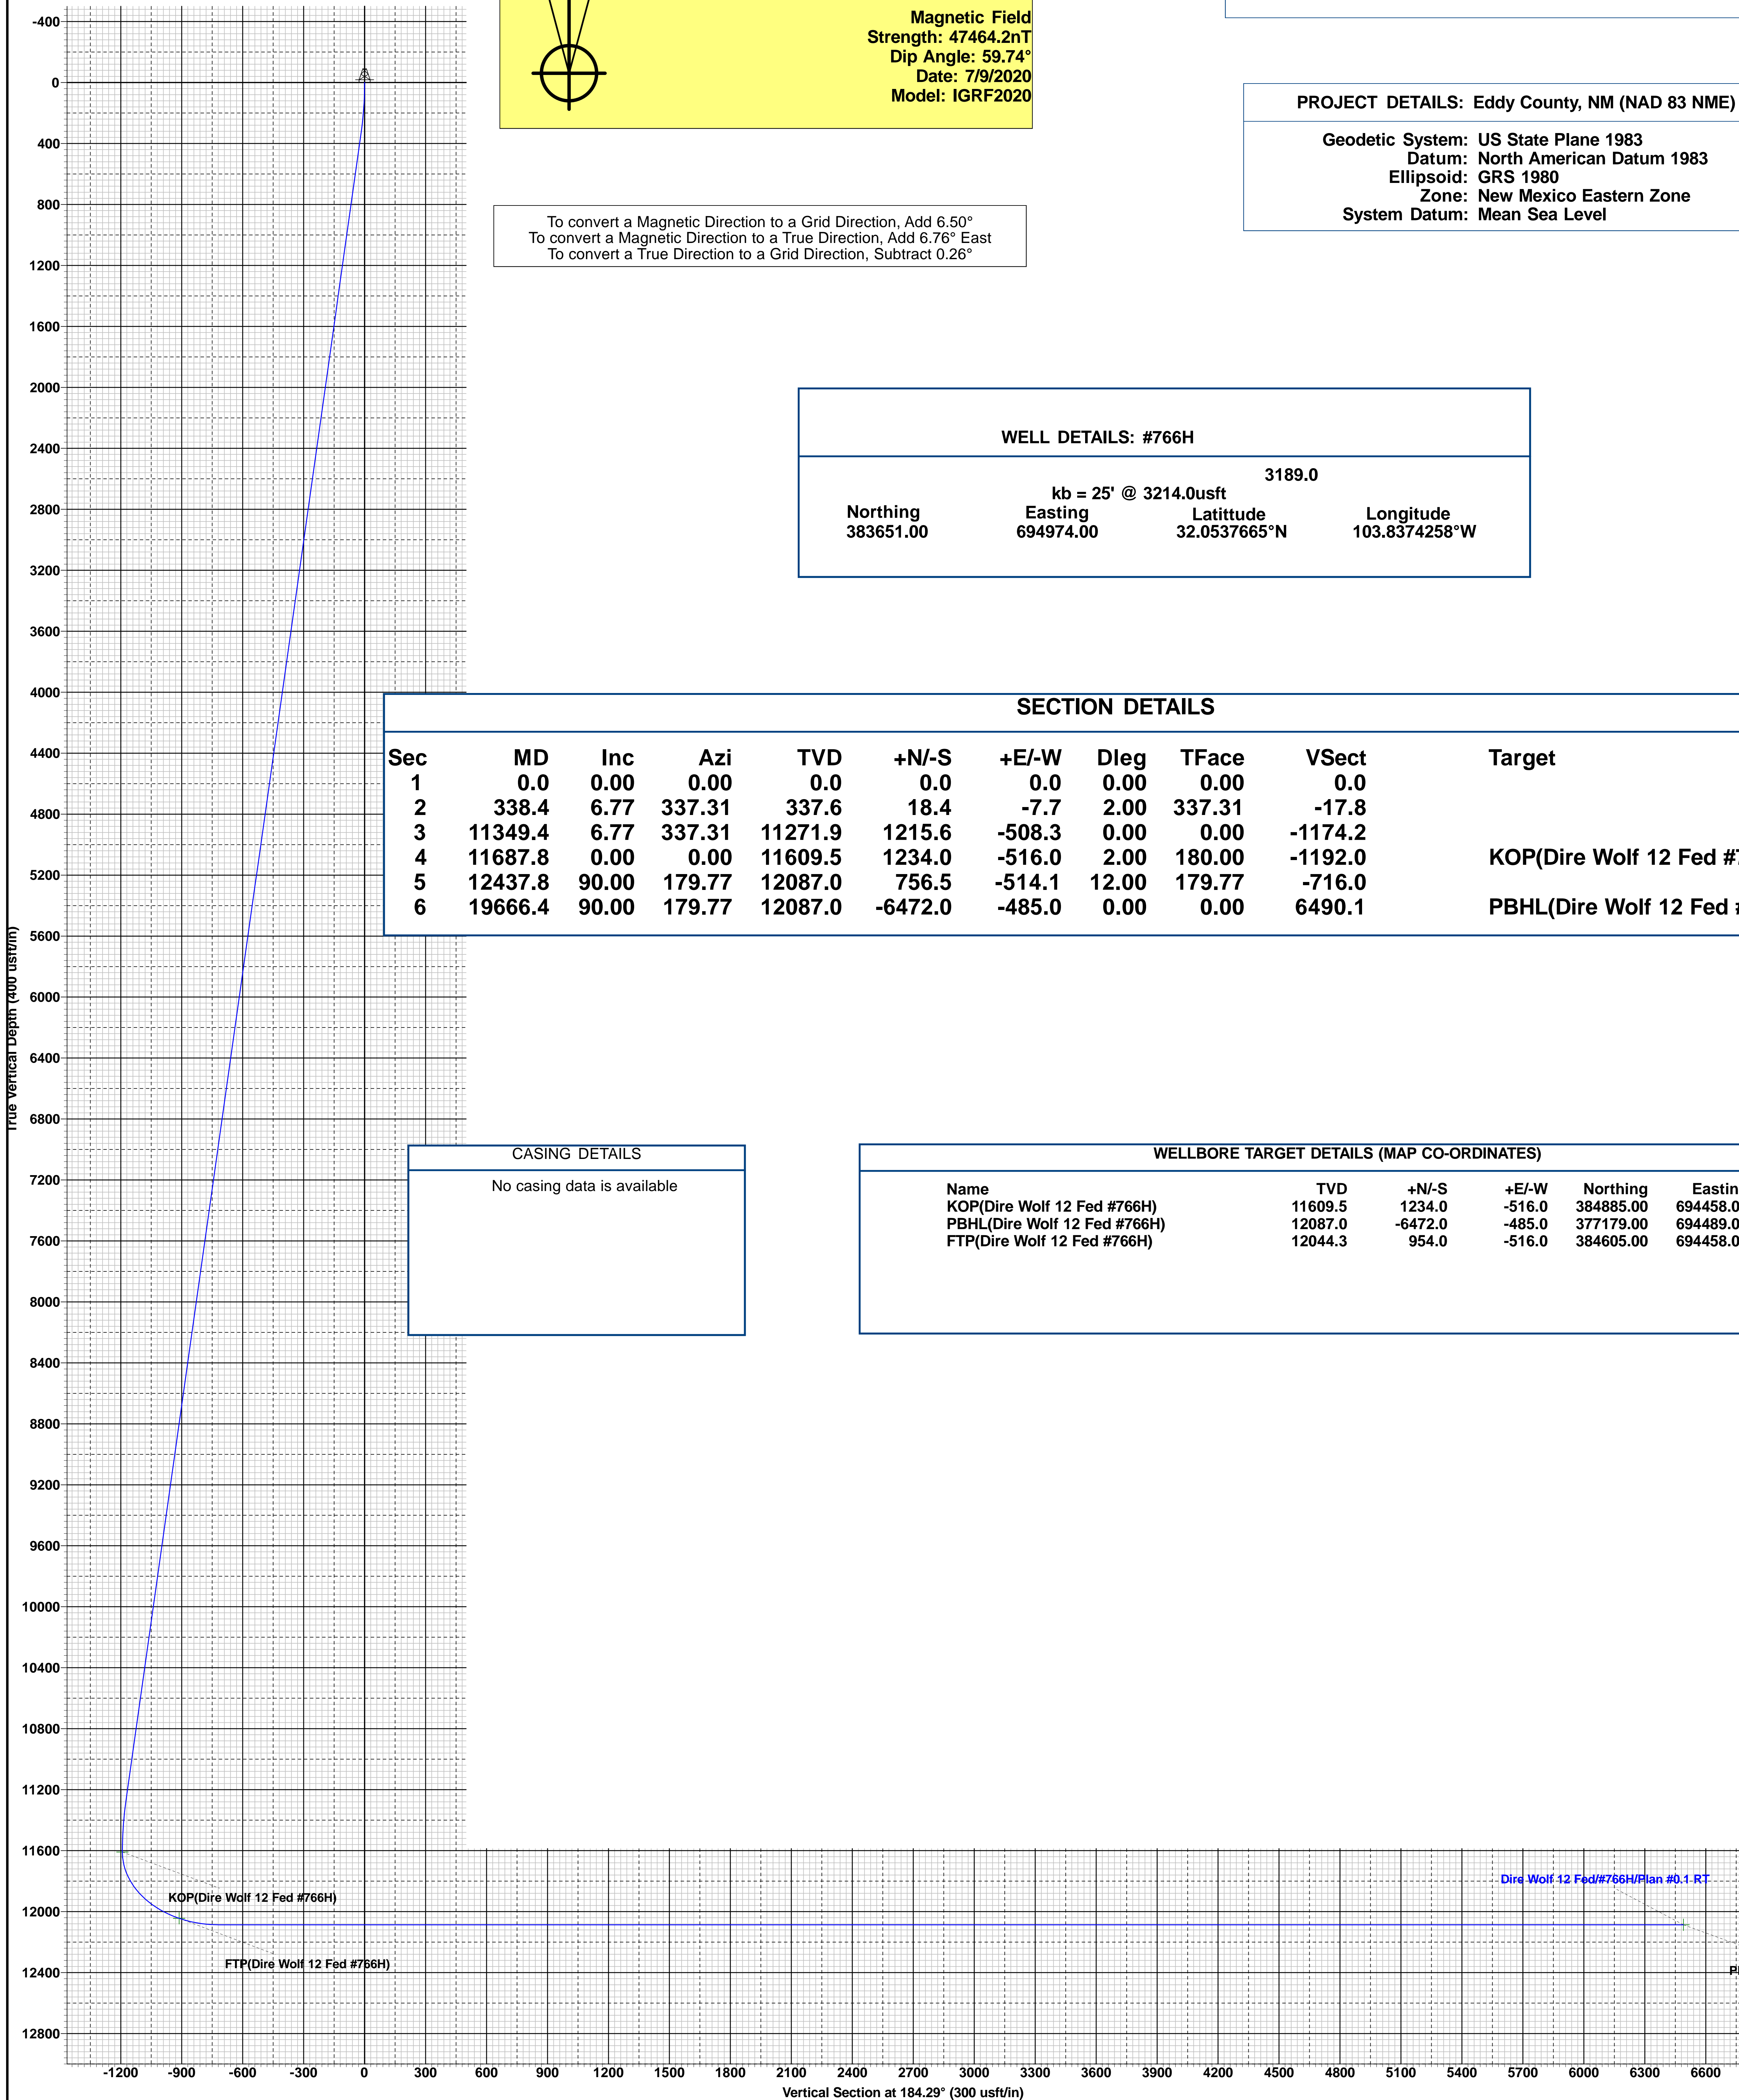 Magnetic Field
Strength: 47464.2nT
Dip Angle: 59.74°
Date: 7/9/2020
Model: IGRF2020
PROJECT DETAILS: Eddy County, NM (NAD 83 NME)
Geodetic System: US State Plane 1983
Datum: North American Datum 1983
Ellipsoid: GRS 1980
Zone: New Mexico Eastern Zone
System Datum: Mean Sea Level
To convert a Magnetic Direction to a Grid Direction, Add 6.50°
To convert a Magnetic Direction to a True Direction, Add 6.76° East
To convert a True Direction to a Grid Direction, Subtract 0.26°
WELL DETAILS: #766H
3189.0
kb = 25' @ 3214.0usft
Northing Easting Latittude Longitude
383651.00 694974.00 32.0537665°N 103.8374258°W
SECTION DETAILS
Sec MD Inc Azi TVD +N/-S +E/-W Dleg TFace VSect Target
1 0.0 0.00 0.00 0.0 0.0 0.0 0.00 0.00 0.0
2 338.4 6.77 337.31 337.6 18.4 -7.7 2.00 337.31 -17.8
3 11349.4 6.77 337.31 11271.9 1215.6 -508.3 0.00 0.00 -1174.2
4 11687.8 0.00 0.00 11609.5 1234.0 -516.0 2.00 180.00 -1192.0 KOP(Dire Wolf 12 Fed #7
5 12437.8 90.00 179.77 12087.0 756.5 -514.1 12.00 179.77 -716.0
6 19666.4 90.00 179.77 12087.0 -6472.0 -485.0 0.00 0.00 6490.1 PBHL(Dire Wolf 12 Fed #
CASING DETAILS
No casing data is available
WELLBORE TARGET DETAILS (MAP CO-ORDINATES)
Name TVD +N/-S +E/-W Northing Eastin
KOP(Dire Wolf 12 Fed #766H) 11609.5 1234.0 -516.0 384885.00 694458.0
PBHL(Dire Wolf 12 Fed #766H) 12087.0 -6472.0 -485.0 377179.00 694489.0
FTP(Dire Wolf 12 Fed #766H) 12044.3 954.0 -516.0 384605.00 694458.0
True Vertical Depth (400 usft/in)
-400
0
400
800
1200
1600
2000
2400
2800
3200
3600
4000
4400
4800
5200
5600
6000
6400
6800
7200
7600
8000
8400
8800
9200
9600
10000
10400
10800
11200
11600
12000
12400
12800
Dire Wolf 12 Fed/#766H/Plan #0.1 RT
KOP(Dire Wolf 12 Fed #766H)
FTP(Dire Wolf 12 Fed #766H)
-1200 -900 -600 -300 0 300 600 900 1200 1500 1800 2100 2400 2700 3000 3300 3600 3900 4200 4500 4800 5100 5400 5700 6000 6300 6600
Vertical Section at 184.29° (300 usft/in)